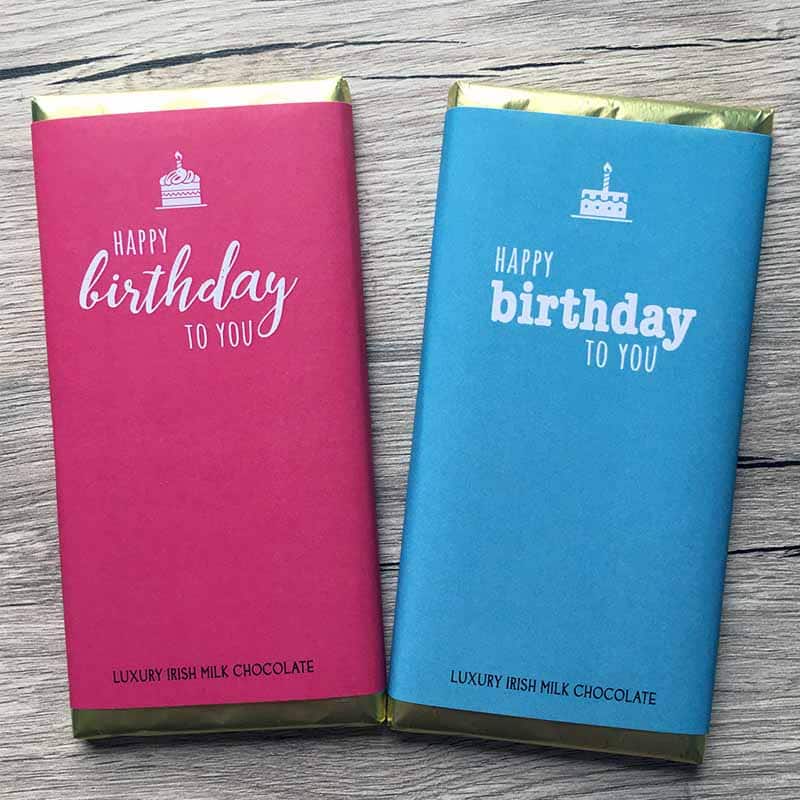 HAPPY
birthday
TO YOU
LUXURY IRISH MILK CHOCOLATE
HAPPY
birthday
TO YOU
LUXURY IRISH MILK CHOCOLATE